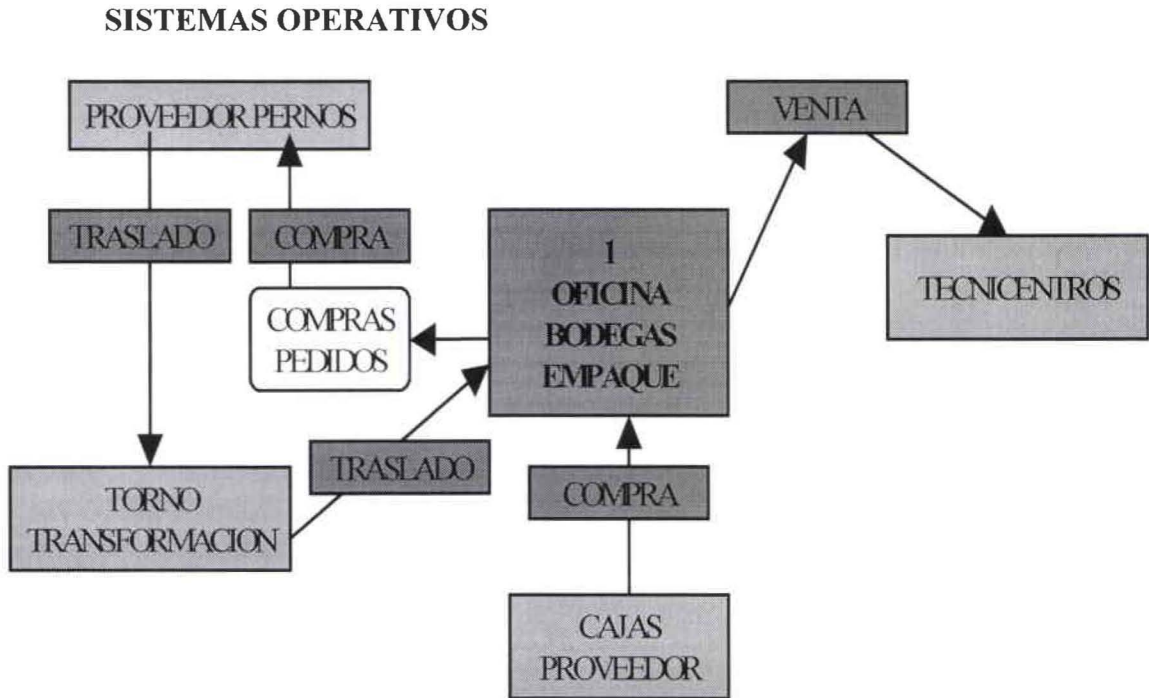 SISTEMAS OPERATIVOS
PROVEEDOR PERNOS
VENTA
TRASLADO
COMPRA
1
OFICINA
BODEGAS
EMPAQUE
TECNICENTROS
COMPRAS
PEDIDOS
TRASLADO
COMPRA
TORNO
TRANSFORMACION
CAJAS
PROVEEDOR